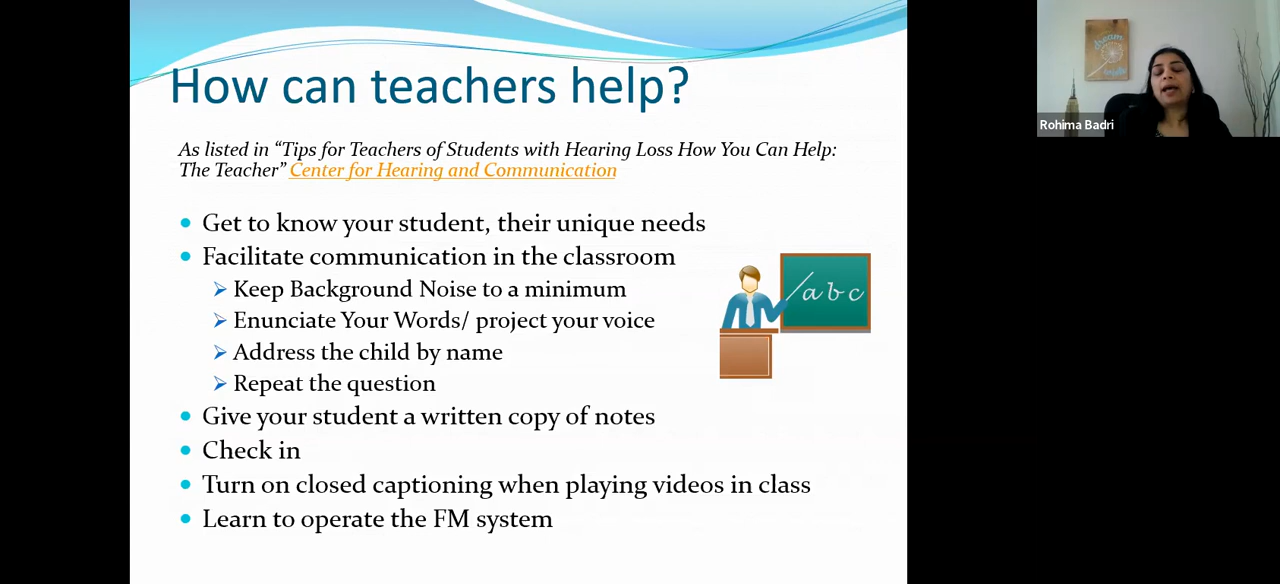 How can teachers help?
As listed in “Tips for Teachers of Students with Hearing Loss How You Can Help:
The Teacher” Center for Hearing and Communication
Get to know your student, their unique needs
Facilitate communication in the classroom
Keep Background Noise to a minimum
Enunciate Your Words/ project your voice
Address the child by name
Repeat the question
Give your student a written copy of notes
Check in
Turn on closed captioning when playing videos in class
Learn to operate the FM system
abc
dream
Rohima Badri